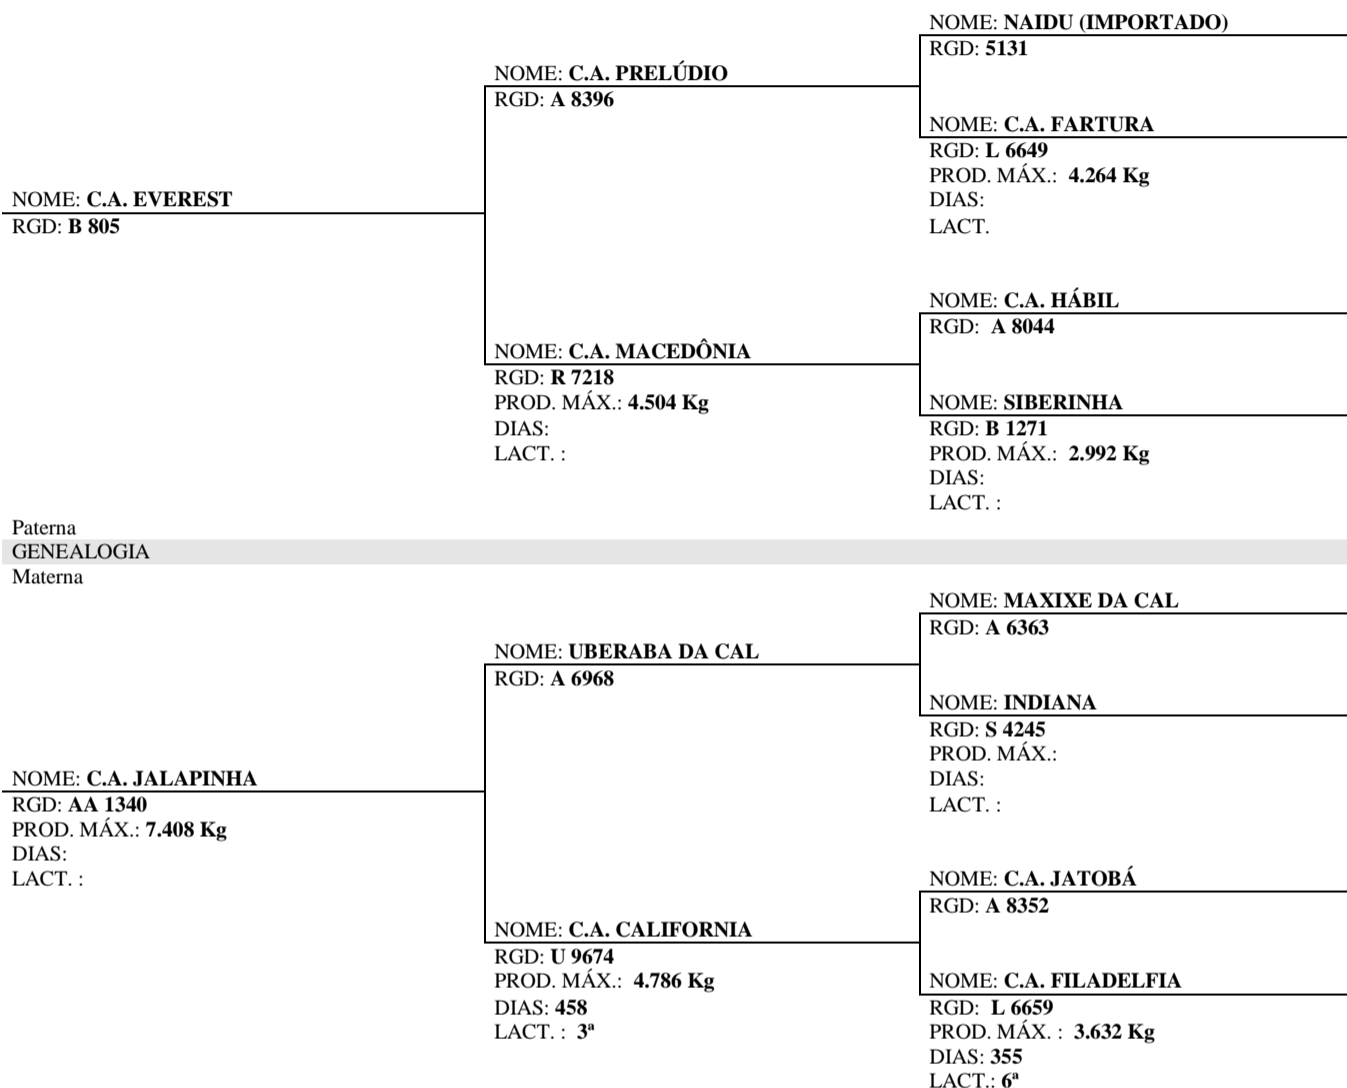 NOME: NAIDU (IMPORTADO)
RGD: 5131
NOME: C.A. PRELÚDIO
RGD: A 8396
NOME: C.A. FARTURA
RGD: L 6649
PROD. MÁX.: 4.264 Kg
DIAS:
LACT.
NOME: C.A. EVEREST
RGD: B 805
NOME: C.A. HÁBIL
RGD: A 8044
NOME: C.A. MACEDÔNIA
RGD: R 7218
PROD. MÁX.: 4.504 Kg
DIAS:
LACT. :
NOME: SIBERINHA
RGD: B 1271
PROD. MÁX.: 2.992 Kg
DIAS:
LACT. :
Paterna
GENEALOGIA
Materna
NOME: MAXIXE DA CAL
RGD: A 6363
NOME: UBERABA DA CAL
RGD: A 6968
NOME: INDIANA
RGD: S 4245
PROD. MÁX.:
DIAS:
LACT. :
NOME: C.A. JALAPINHA
RGD: AA 1340
PROD. MÁX.: 7.408 Kg
DIAS:
LACT. :
NOME: C.A. JATOBÁ
RGD: A 8352
NOME: C.A. CALIFORNIA
RGD: U 9674
PROD. MÁX.: 4.786 Kg
DIAS: 458
LACT. : 3ª
NOME: C.A. FILADELFIA
RGD: L 6659
PROD. MÁX. : 3.632 Kg
DIAS: 355
LACT.: 6ª